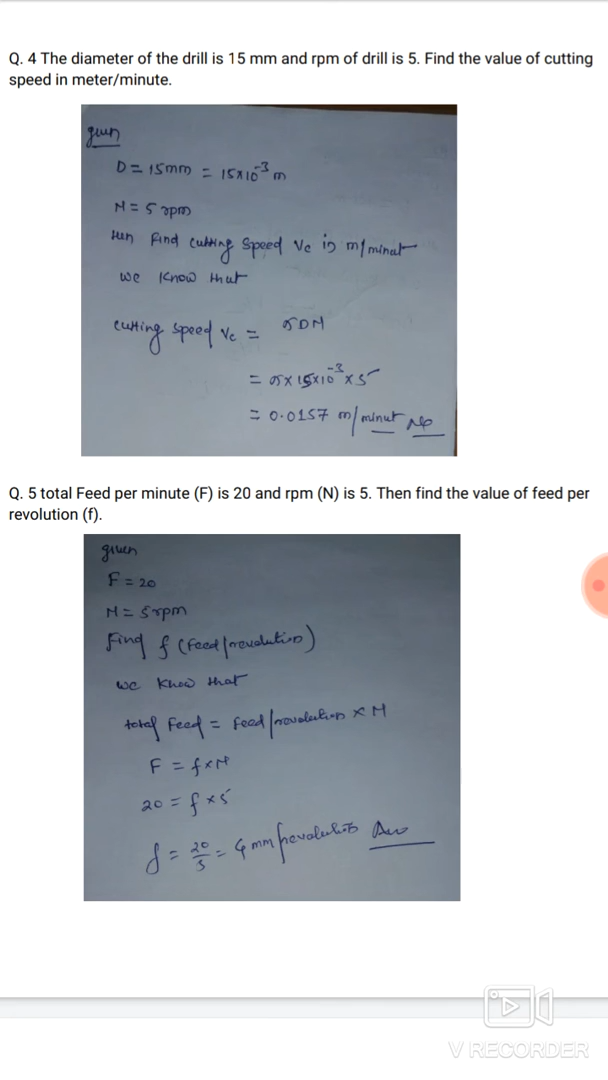 Q. 4 The diameter of the drill is 15 mm and rpm of drill is 5. Find the value of cutting
speed in meter/minute.
given
D = 15mm = 15×10⁻³ m
N = 5 rpm
then Find cutting speed Vc in m/minut
we know that
cutting speed Vc = πDN
= π×15×10⁻³×5
= 0.0157 m/minut
Q. 5 total Feed per minute (F) is 20 and rpm (N) is 5. Then find the value of feed per
revolution (f).
given
F = 20
N = 5 rpm
Find f (Feed/revolution)
we know that
total Feed = Feed/revolution × N
F = f×N
20 = f×5
f = 20/5 = 4 mm/revolution Ans
V RECORDER